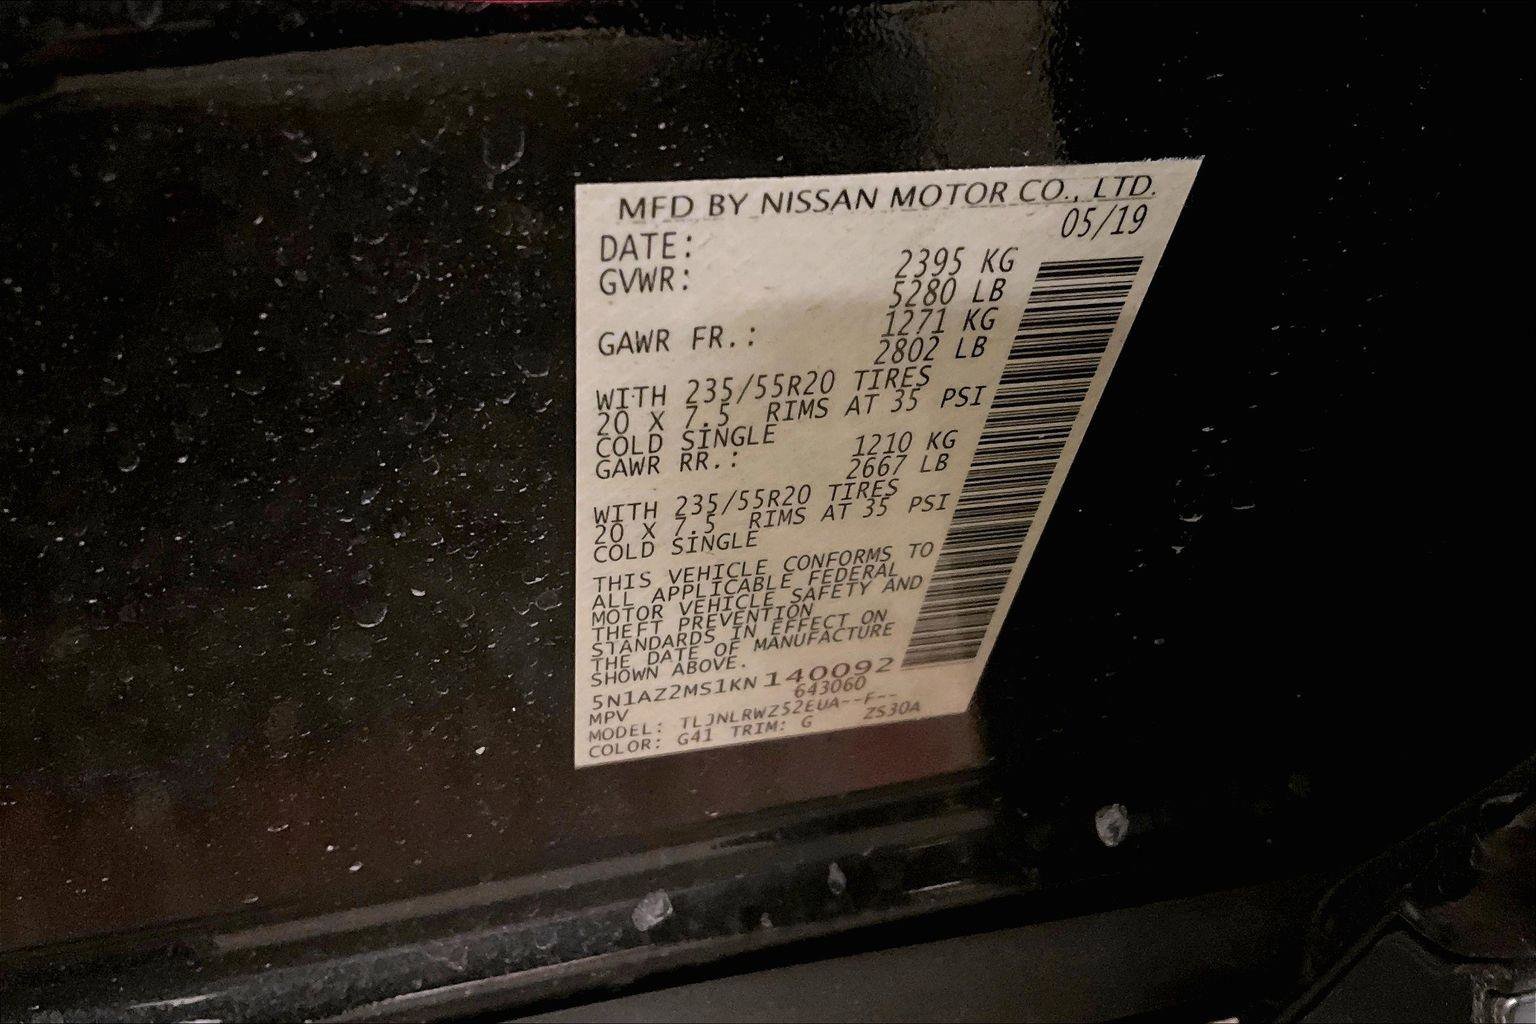 MFD BY NISSAN MOTOR CO., LTD.
DATE: 05/19
GVWR: 2395 KG
5280 LB
GAWR FR.: 1271 KG
2802 LB
WITH 235/55R20 TIRES
20 X 7.5 RIMS AT 35 PSI
COLD SINGLE
GAWR RR.: 1210 KG
2667 LB
WITH 235/55R20 TIRES
20 X 7.5 RIMS AT 35 PSI
COLD SINGLE
THIS VEHICLE CONFORMS TO
ALL APPLICABLE FEDERAL
MOTOR VEHICLE SAFETY AND
THEFT PREVENTION
STANDARDS IN EFFECT ON
THE DATE OF MANUFACTURE
SHOWN ABOVE.
5N1AZ2MS1KN 140092
MPV 643060
MODEL: TLJNLRWZ52EUA--F--
COLOR: G41 TRIM: G ZS30A